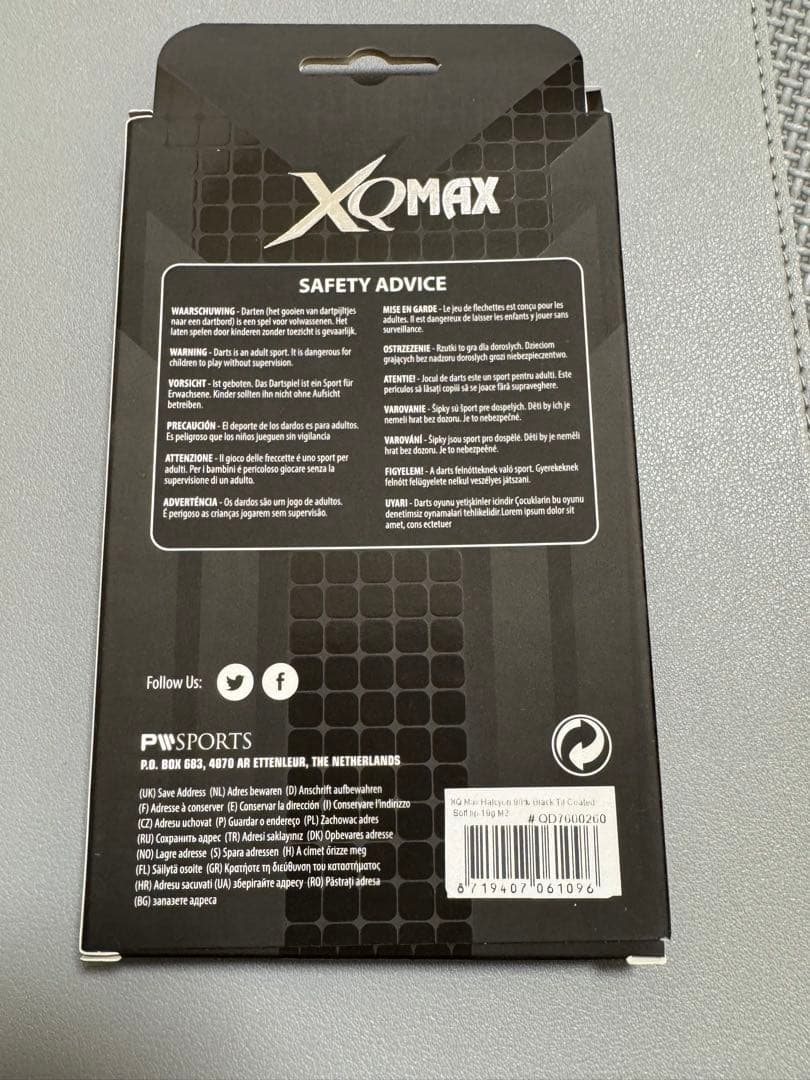 XQMAX
SAFETY ADVICE
WAARSCHUWING - Darten (het gooien van dartpijltjes
naar een dartbord) is een spel voor volwassenen. Het
laten spelen door kinderen zonder toezicht is gevaarlijk.
WARNING - Darts is an adult sport. It is dangerous for
children to play without supervision.
VORSICHT - Ist geboten. Das Dartspiel ist ein Sport für
Erwachsene. Kinder sollten ihn nicht ohne Aufsicht
betreiben.
PRECAUCIÓN - El deporte de los dardos es para adultos.
Es peligroso que los niños jueguen sin vigilancia
ATTENZIONE - Il gioco delle freccette é uno sport per
adulti. Per i bambini é pericoloso giocare senza la
supervisione di un adulto.
ADVERTÉNCIA - Os dardos são um jogo de adultos.
É perigoso as crianças jogarem sem supervisão.
MISE EN GARDE - Le jeu de flechettes est conçu pour les
adultes. Il est dangereux de laisser les enfants y jouer sans
surveillance.
OSTRZEZENIE - Rzutki to gra dla doroslych. Dzieciom
grajacych bez nadzoru doroslych grozi niebezpieczentwo.
ATENTIE! - Jocul de darts este un sport pentru adulti. Este
periculos să lăsați copiii să se joace fără supraveghere.
VAROVANIE - Šípky sú šport pre dospelých. Děti by ich je
nemeli hrat bez dozoru. Je to nebezpečné.
VAROVÁNÍ - Šipky jsou sport pro dospělé. Děti by je neměli
hrat bez dozoru. Je to nebezpečné.
FIGYELEM! - A darts felnőtteknek való sport. Gyerekeknek
felnőtt felügyelete nelkul veszélyes játszani.
UYARI - Darts oyunu yetişkinler icindir Çocuklarin bu oyunu
denetimsiz oynamalari tehlikelidir.Lorem ipsum dolor sit
amet, cons ectetuer
Follow Us:
PWSPORTS
P.O. BOX 683, 4870 AR ETTENLEUR, THE NETHERLANDS
(UK) Save Address (NL) Adres bewaren (D) Anschrift aufbewahren
(F) Adresse à conserver (E) Conservar la dirección (I) Conservare l'indirizzo
(CZ) Adresu uchovat (P) Guardar o endereço (PL) Zachowac adres
(RU) Сохранить адрес (TR) Adresi saklayınız (DK) Opbevares adresse
(NO) Lagre adresse (S) Spara adressen (H) A címet őrizze meg
(FL) Säilytä osoite (GR) Κρατήστε τη διεύθυνση του καταστήματος
(HR) Adresu sacuvati (UA) зберігайте адресу (RO) Păstrați adresa
(BG) запазете адреса
XQ Max Halcyon 90% Black Tit Coated
Soft tip 19g M2
# QD7600260
8 719407 061096